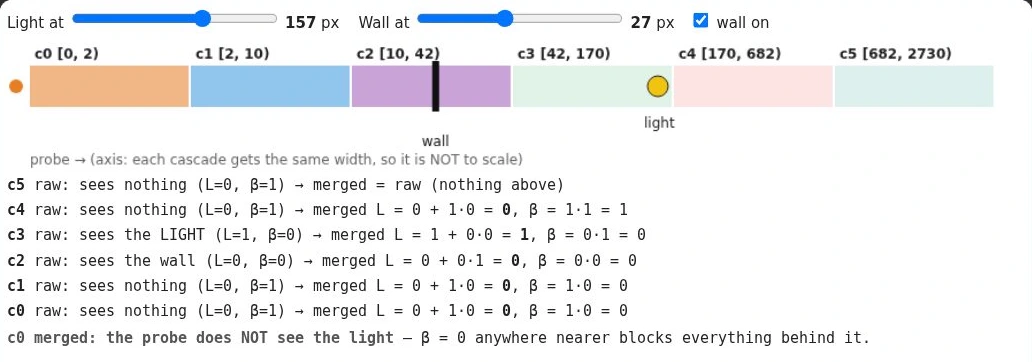 Light at 157 px Wall at 27 px wall on
c0 [0, 2) c1 [2, 10) c2 [10, 42) c3 [42, 170) c4 [170, 682) c5 [682, 2730)
light
wall
probe → (axis: each cascade gets the same width, so it is NOT to scale)
c5 raw: sees nothing (L=0, β=1) → merged = raw (nothing above)
c4 raw: sees nothing (L=0, β=1) → merged L = 0 + 1·0 = 0, β = 1·1 = 1
c3 raw: sees the LIGHT (L=1, β=0) → merged L = 1 + 0·0 = 1, β = 0·1 = 0
c2 raw: sees the wall (L=0, β=0) → merged L = 0 + 0·1 = 0, β = 0·0 = 0
c1 raw: sees nothing (L=0, β=1) → merged L = 0 + 1·0 = 0, β = 1·0 = 0
c0 raw: sees nothing (L=0, β=1) → merged L = 0 + 1·0 = 0, β = 1·0 = 0
c0 merged: the probe does NOT see the light — β = 0 anywhere nearer blocks everything behind it.